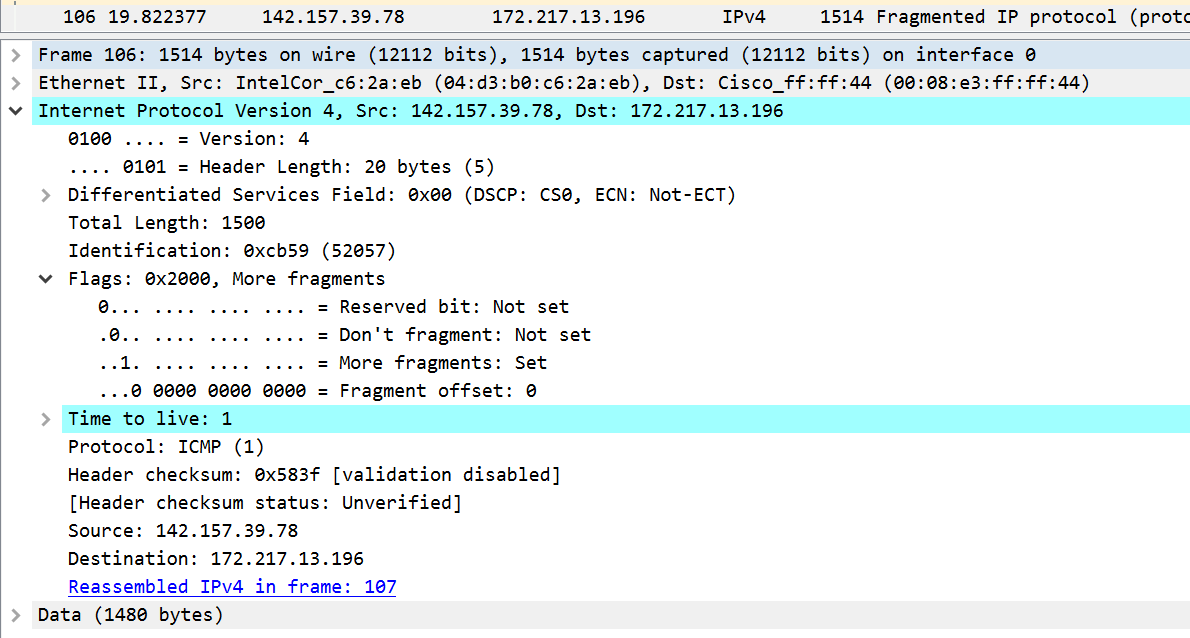 106 19.822377 142.157.39.78 172.217.13.196 IPv4 1514 Fragmented IP protocol (proto
Frame 106: 1514 bytes on wire (12112 bits), 1514 bytes captured (12112 bits) on interface 0
Ethernet II, Src: IntelCor_c6:2a:eb (04:d3:b0:c6:2a:eb), Dst: Cisco_ff:ff:44 (00:08:e3:ff:ff:44)
Internet Protocol Version 4, Src: 142.157.39.78, Dst: 172.217.13.196
0100 .... = Version: 4
.... 0101 = Header Length: 20 bytes (5)
Differentiated Services Field: 0x00 (DSCP: CS0, ECN: Not-ECT)
Total Length: 1500
Identification: 0xcb59 (52057)
Flags: 0x2000, More fragments
0... .... .... .... = Reserved bit: Not set
.0.. .... .... .... = Don't fragment: Not set
..1. .... .... .... = More fragments: Set
...0 0000 0000 0000 = Fragment offset: 0
Time to live: 1
Protocol: ICMP (1)
Header checksum: 0x583f [validation disabled]
[Header checksum status: Unverified]
Source: 142.157.39.78
Destination: 172.217.13.196
Reassembled IPv4 in frame: 107
Data (1480 bytes)